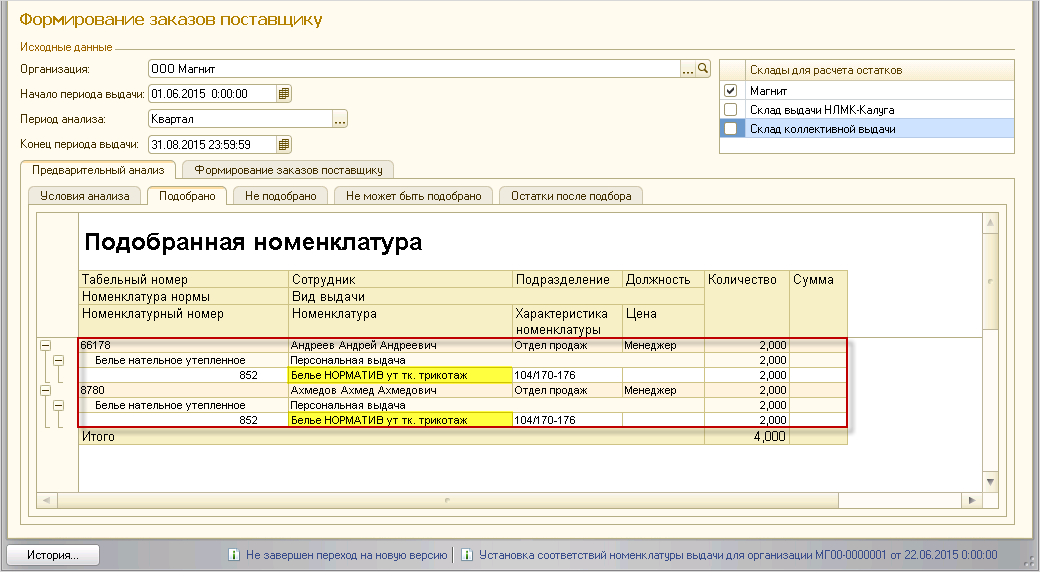 Формирование заказов поставщику
Исходные данные
Организация: ООО Магнит ...
Начало периода выдачи: 01.06.2015 0:00:00
Период анализа: Квартал ...
Конец периода выдачи: 31.08.2015 23:59:59
Склады для расчета остатков
Магнит
Склад выдачи НЛМК-Калуга
Склад коллективной выдачи
Предварительный анализ Формирование заказов поставщику
Условия анализа Подобрано Не подобрано Не может быть подобрано Остатки после подбора
Подобранная номенклатура
Табельный номер Сотрудник Подразделение Должность Количество Сумма
Номенклатура нормы Вид выдачи
Номенклатурный номер Номенклатура Характеристика Цена
номенклатуры
66178 Андреев Андрей Андреевич Отдел продаж Менеджер 2,000
Белье нательное утепленное Персональная выдача 2,000
852 Белье НОРМАТИВ ут тк. трикотаж 104/170-176 2,000
8780 Ахмедов Ахмед Ахмедович Отдел продаж Менеджер 2,000
Белье нательное утепленное Персональная выдача 2,000
852 Белье НОРМАТИВ ут тк. трикотаж 104/170-176 2,000
Итого 4,000
История... Не завершен переход на новую версию Установка соответствий номенклатуры выдачи для организации МГ00-0000001 от 22.06.2015 0:00:00